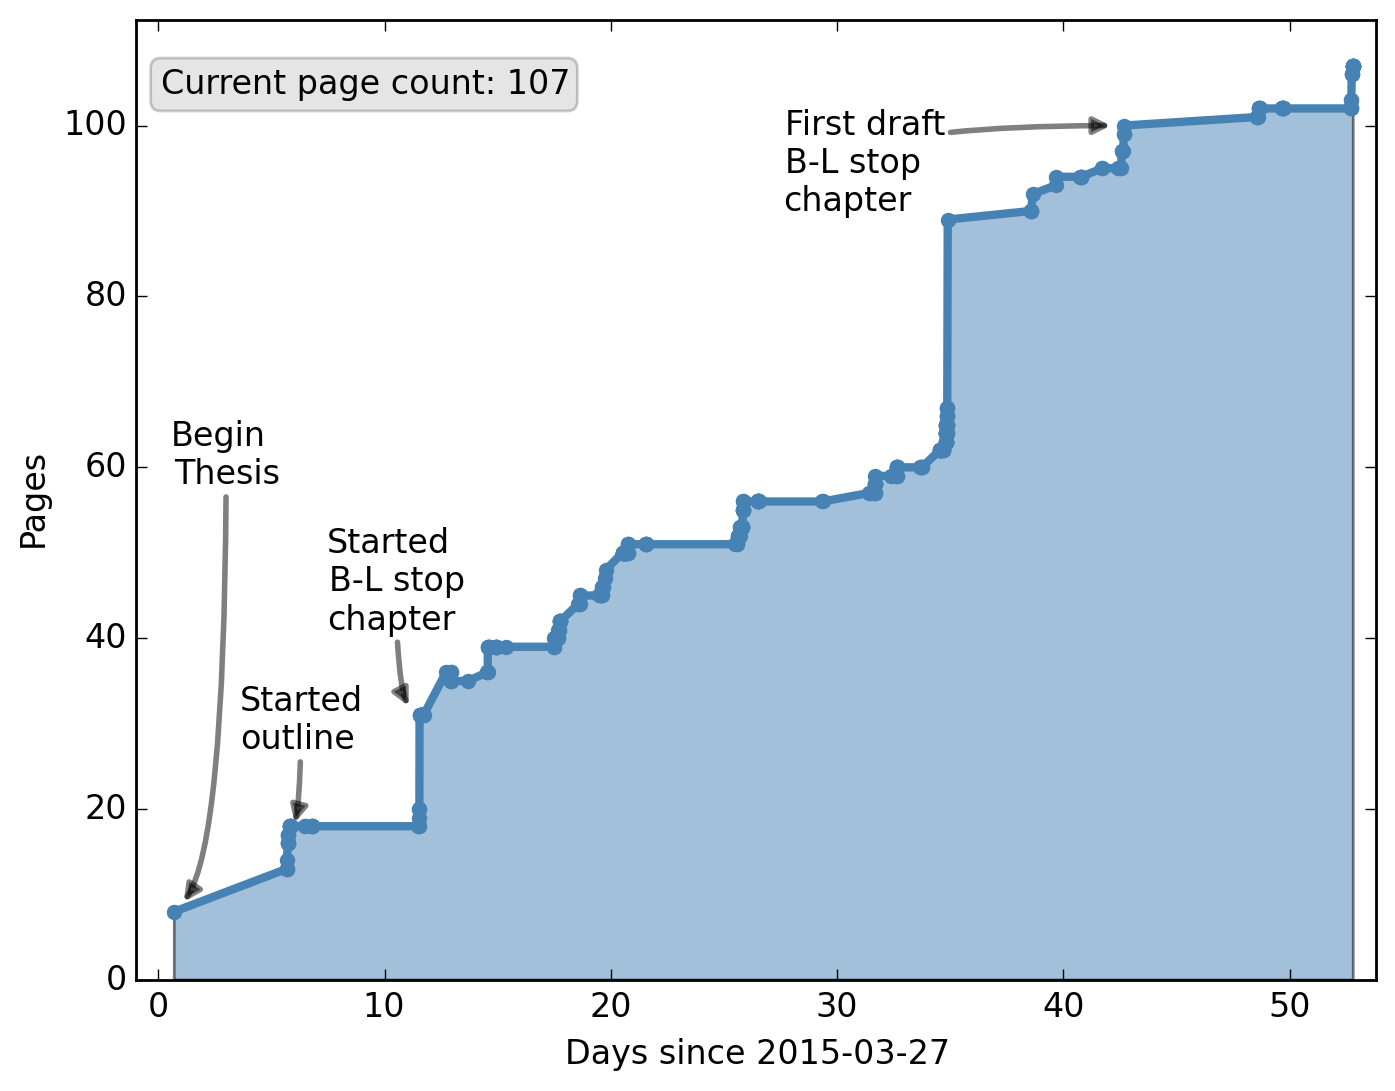 Current page count: 107
First draft
B-L stop
chapter
Begin
Thesis
Started
B-L stop
chapter
Started
outline
Pages
100
80
60
40
20
0
0 10 20 30 40 50
Days since 2015-03-27